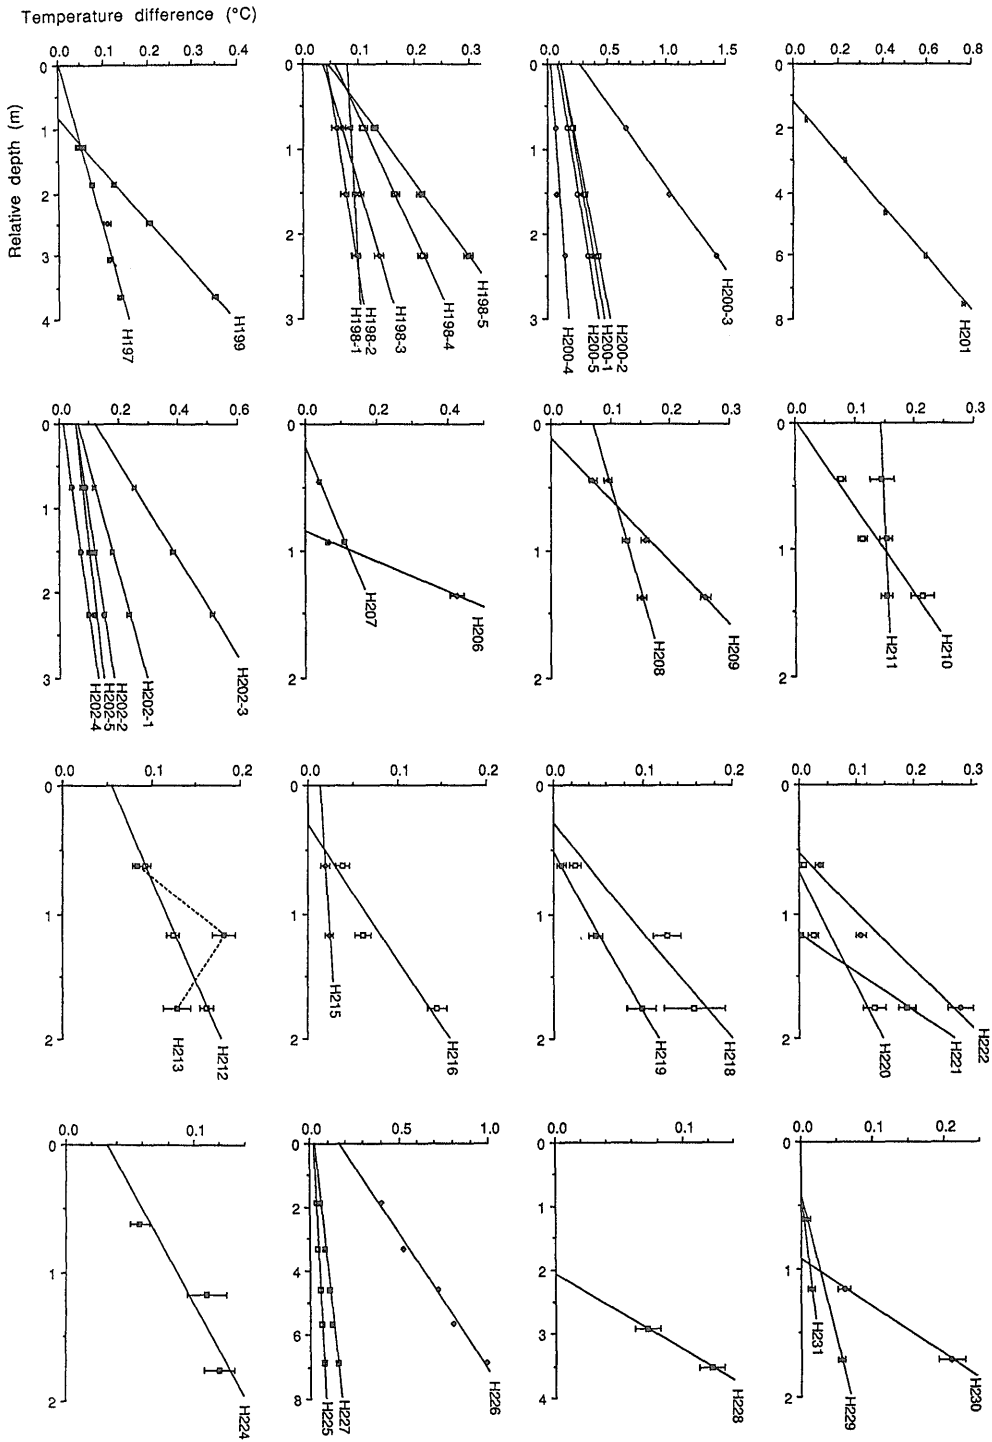 Temperature difference (°C)
0.0 0.1 0.2 0.3 0.4
0.0 0.1 0.2 0.3
0.0 0.5 1.0 1.5
0.0 0.2 0.4 0.6 0.8
Relative depth (m)
0
1
2
3
4
H197
H199
0
1
2
3
H198-1
H198-2
H198-3
H198-4
H198-5
0
1
2
3
H200-4
H200-5
H200-1
H200-2
H200-3
0
2
4
6
8
H201
0.0 0.2 0.4 0.6
0.0 0.2 0.4
0.0 0.1 0.2 0.3
0.0 0.1 0.2 0.3
0
1
2
3
H202-4
H202-5
H202-2
H202-1
H202-3
0
1
2
H207
H206
0
1
2
H208
H209
0
1
2
H211
H210
0.0 0.1 0.2
0.0 0.1 0.2
0.0 0.1 0.2
0.0 0.1 0.2 0.3
0
1
2
H213
H212
0
1
2
H215
H216
0
1
2
H219
H218
0
1
2
H220
H221
H222
0.0 0.1
0.0 0.5 1.0
0.0 0.1
0.0 0.1 0.2
0
1
2
H224
0
2
4
6
8
H225
H227
H226
0
1
2
3
4
H228
0
1
2
H231
H229
H230